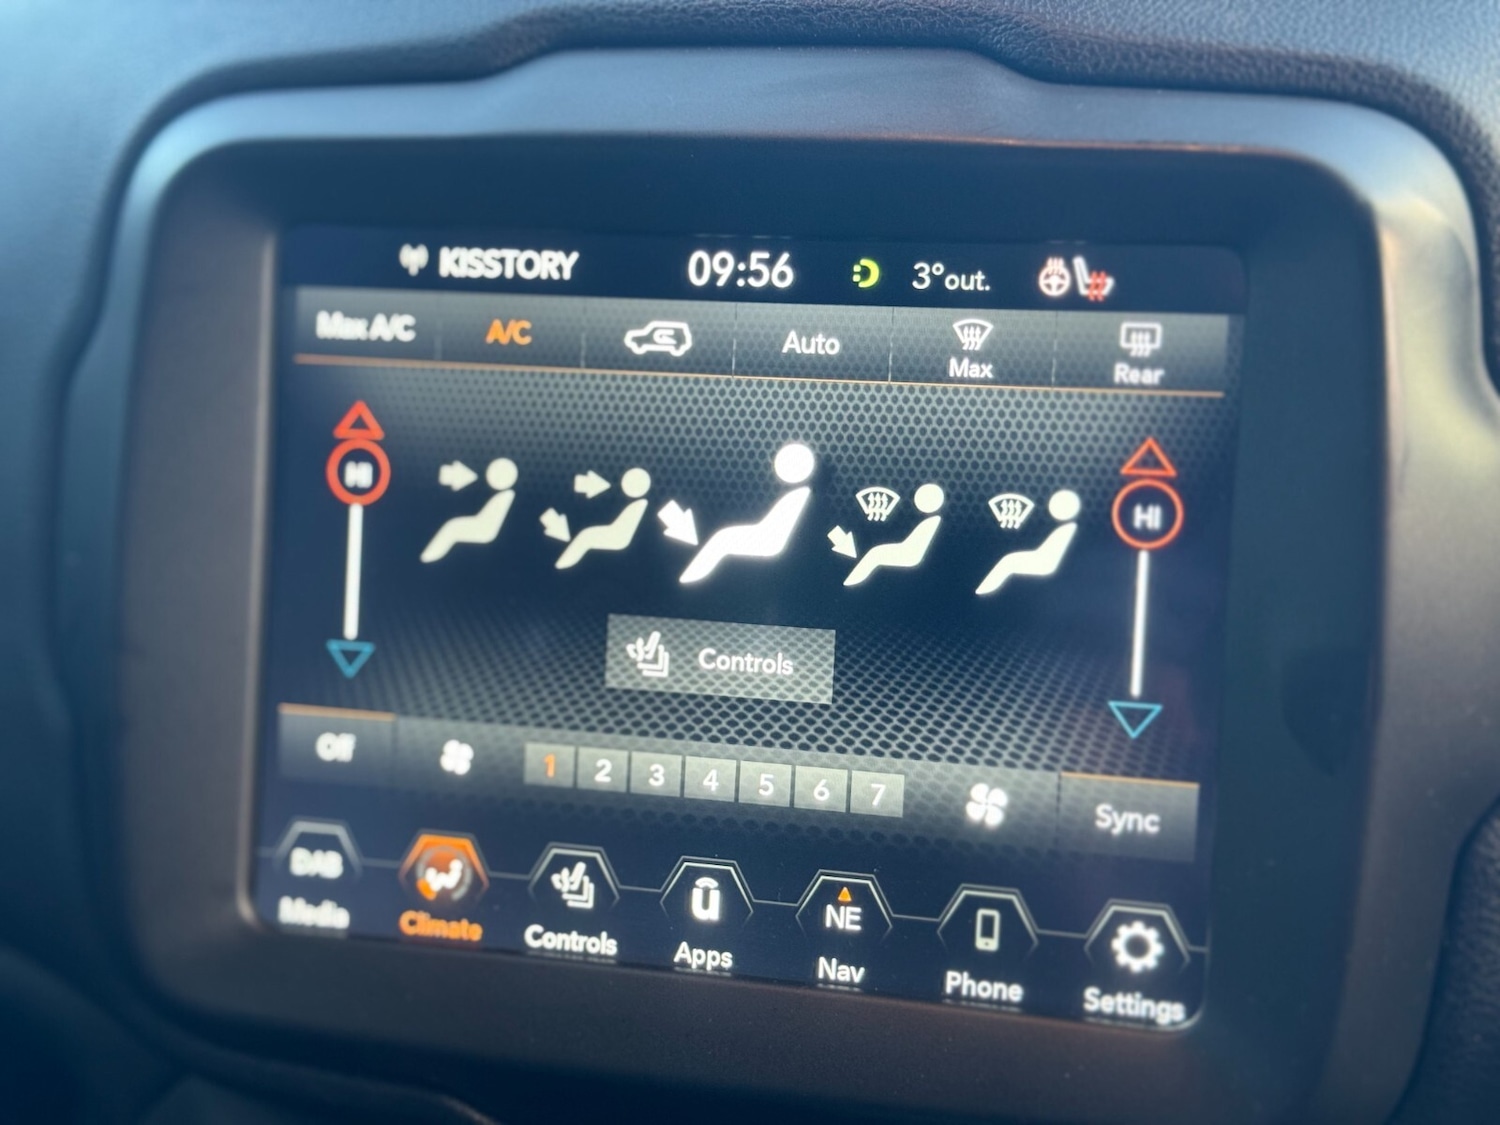 KISSTORY 09:56 3°out.
Max A/C A/C Auto Max Rear
HI HI
Controls
Off 1 2 3 4 5 6 7 Sync
DAB NE
Media Climate Controls Apps Nav Phone Settings